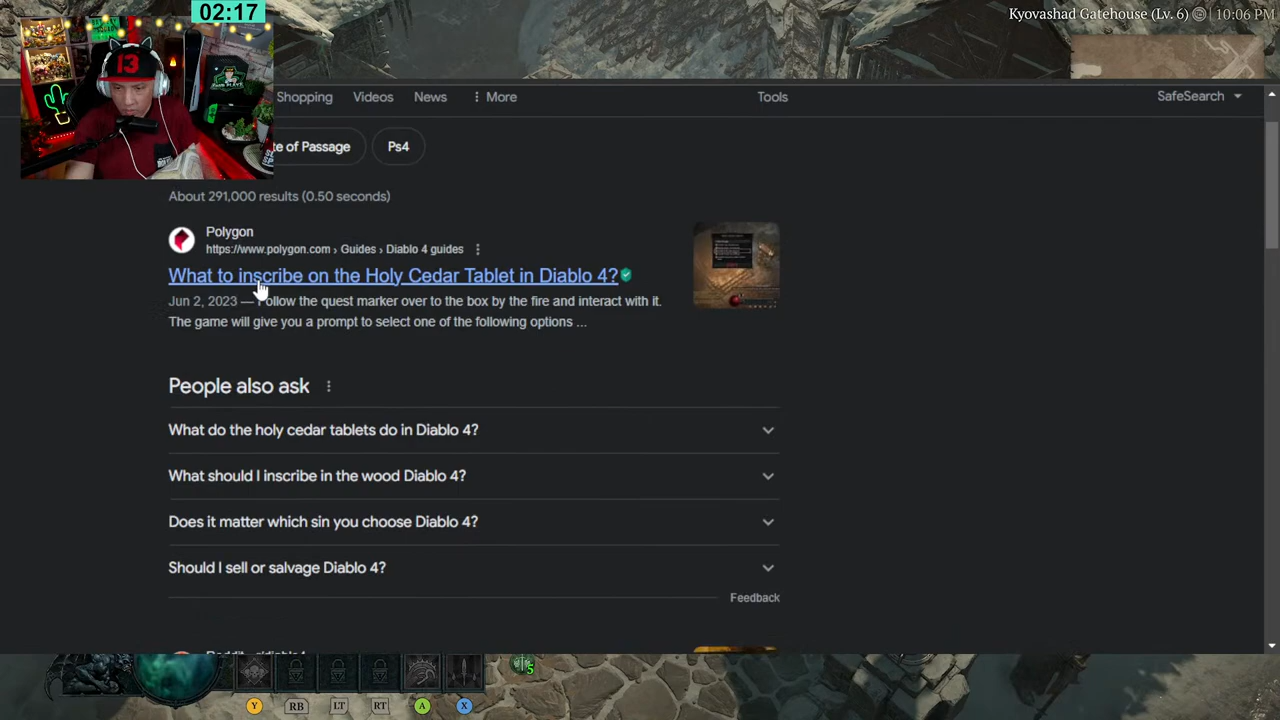 02:17
Kyovashad Gatehouse (Lv. 6) 10:06 PM
13
Shopping Videos News More Tools SafeSearch
te of Passage Ps4
About 291,000 results (0.50 seconds)
Polygon
https://www.polygon.com › Guides › Diablo 4 guides
What to inscribe on the Holy Cedar Tablet in Diablo 4?
Jun 2, 2023 — Follow the quest marker over to the box by the fire and interact with it.
The game will give you a prompt to select one of the following options ...
People also ask
What do the holy cedar tablets do in Diablo 4?
What should I inscribe in the wood Diablo 4?
Does it matter which sin you choose Diablo 4?
Should I sell or salvage Diablo 4?
Feedback
5
Y RB LT RT A X